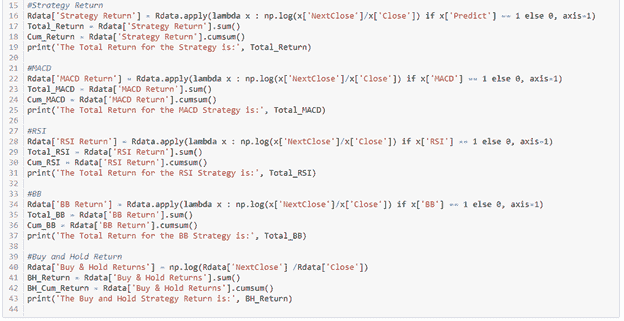 15 #Strategy Return
16 Rdata['Strategy Return'] = Rdata.apply(lambda x : np.log(x['NextClose']/x['Close']) if x['Predict'] == 1 else 0, axis=1)
17 Total_Return = Rdata['Strategy Return'].sum()
18 Cum_Return = Rdata['Strategy Return'].cumsum()
19 print('The Total Return for the Strategy is:', Total_Return)
20
21 #MACD
22 Rdata['MACD Return'] = Rdata.apply(lambda x : np.log(x['NextClose']/x['Close']) if x['MACD'] == 1 else 0, axis=1)
23 Total_MACD = Rdata['MACD Return'].sum()
24 Cum_MACD = Rdata['MACD Return'].cumsum()
25 print('The Total Return for the MACD Strategy is:', Total_MACD)
26
27 #RSI
28 Rdata['RSI Return'] = Rdata.apply(lambda x : np.log(x['NextClose']/x['Close']) if x['RSI'] == 1 else 0, axis=1)
29 Total_RSI = Rdata['RSI Return'].sum()
30 Cum_RSI = Rdata['RSI Return'].cumsum()
31 print('The Total Return for the RSI Strategy is:', Total_RSI)
32
33 #BB
34 Rdata['BB Return'] = Rdata.apply(lambda x : np.log(x['NextClose']/x['Close']) if x['BB'] == 1 else 0, axis=1)
35 Total_BB = Rdata['BB Return'].sum()
36 Cum_BB = Rdata['BB Return'].cumsum()
37 print('The Total Return for the BB Strategy is:', Total_BB)
38
39 #Buy and Hold Return
40 Rdata['Buy & Hold Returns'] = np.log(Rdata['NextClose'] /Rdata['Close'])
41 BH_Return = Rdata['Buy & Hold Returns'].sum()
42 BH_Cum_Return = Rdata['Buy & Hold Returns'].cumsum()
43 print('The Buy and Hold Strategy Return is:', BH_Return)
44